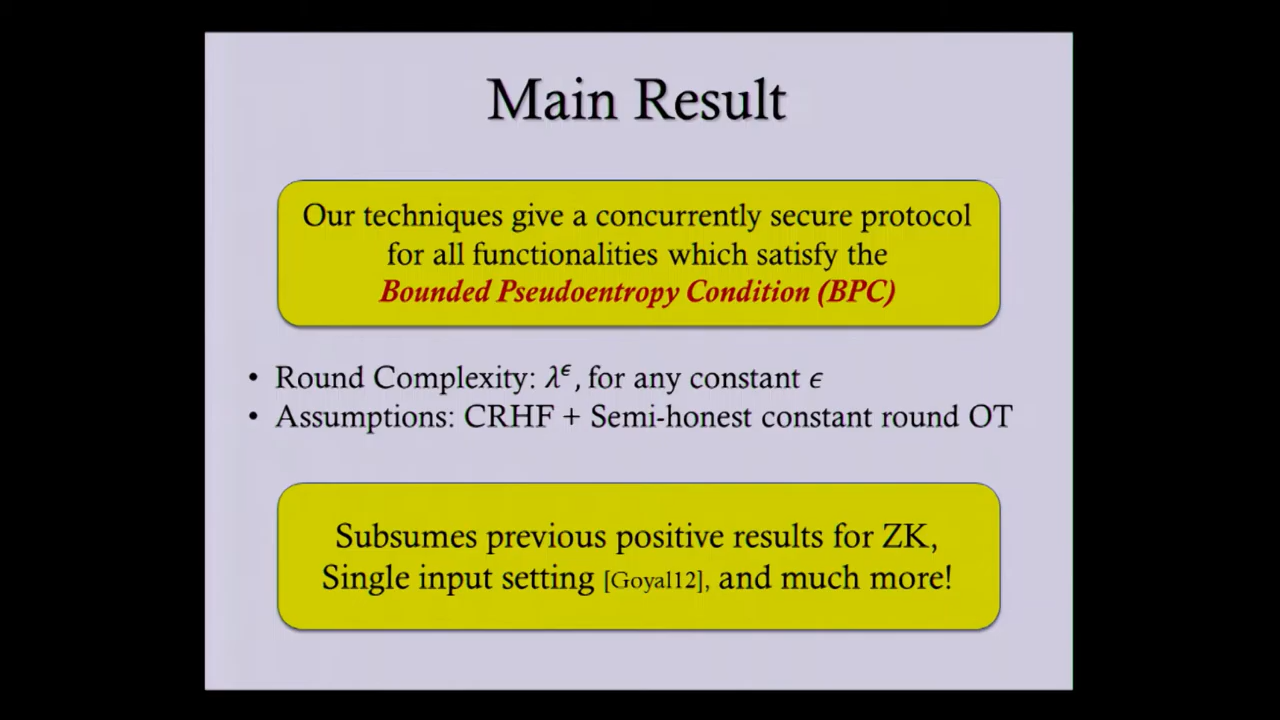 Main Result
Our techniques give a concurrently secure protocol
for all functionalities which satisfy the
Bounded Pseudoentropy Condition (BPC)
• Round Complexity: λ^ϵ, for any constant ϵ
• Assumptions: CRHF + Semi-honest constant round OT
Subsumes previous positive results for ZK,
Single input setting [Goyal12], and much more!